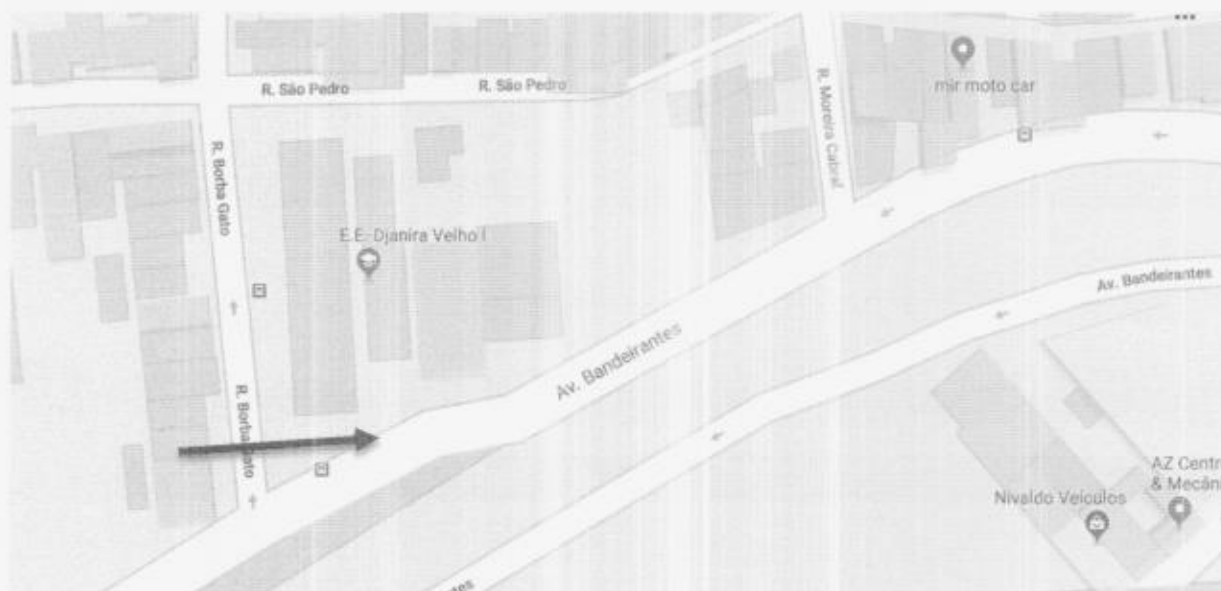 R. São Pedro
R. São Pedro
R. Moreira Cabral
mir moto car
R. Borba Gato
E.E. Djanira Velho I
Av. Bandeirantes
Av. Bandeirantes
R. Borba Gato
AZ Centr
& Mecân
Nivaldo Veículos
tes